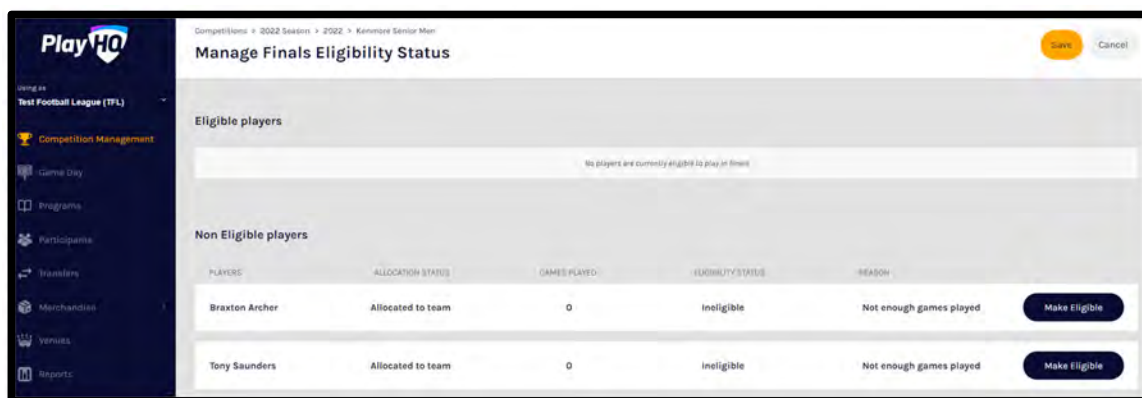 PlayHQ
Using as
Test Football League (TFL)
Competition Management
Game Day
Programs
Participants
Transfers
Merchandise
Venues
Reports
Competitions > 2022 Season > 2022 > Kenmore Senior Men
Manage Finals Eligibility Status
Save Cancel
Eligible players
No players are currently eligible to play in finals
Non Eligible players
PLAYERS ALLOCATION STATUS GAMES PLAYED ELIGIBILITY STATUS REASON
Braxton Archer Allocated to team 0 Ineligible Not enough games played Make Eligible
Tony Saunders Allocated to team 0 Ineligible Not enough games played Make Eligible